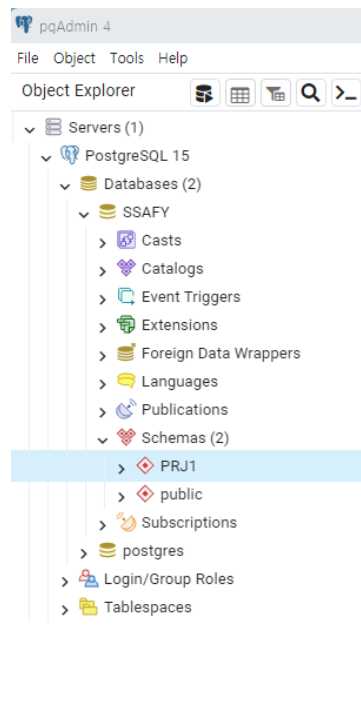 pgAdmin 4
File Object Tools Help
Object Explorer
Servers (1)
PostgreSQL 15
Databases (2)
SSAFY
Casts
Catalogs
Event Triggers
Extensions
Foreign Data Wrappers
Languages
Publications
Schemas (2)
PRJ1
public
Subscriptions
postgres
Login/Group Roles
Tablespaces